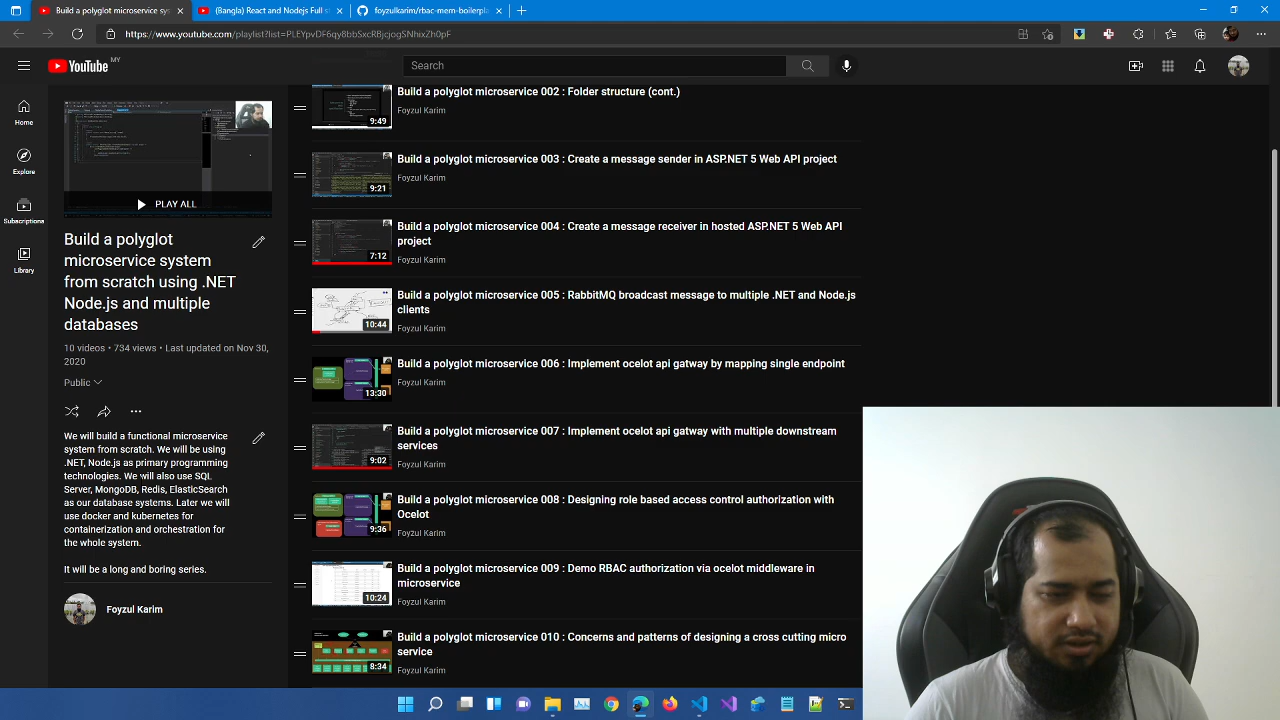 Build a polyglot microservice sys
(Bangla) React and Nodejs Full st
foyzulkarim/rbac-mem-boilerpla
https://www.youtube.com/playlist?list=PLEYpvDF6qy8bbSxcRBjcjogSNhixZh0pF
YouTube MY
Search
Home
Explore
Subscriptions
Library
PLAY ALL
Build a polyglot
microservice system
from scratch using .NET
Node.js and multiple
databases
10 videos • 734 views • Last updated on Nov 30,
2020
Public
We will build a functional microservice
system from scratch. We will be using
.NET, Node.js as primary programming
technologies. We will also use SQL
Server, MongoDB, Redis, ElasticSearch
as our database systems. Later we will
use docker and kubernetes for
containerization and orchestration for
the whole system.
It will be a long and boring series.
Foyzul Karim
Build a polyglot microservice 002 : Folder structure (cont.)
Foyzul Karim
9:49
Build a polyglot microservice 003 : Create message sender in ASP.NET 5 Web API project
Foyzul Karim
9:21
Build a polyglot microservice 004 : Create message receiver in hosted ASP.NET 5 Web API
project
Foyzul Karim
7:12
Build a polyglot microservice 005 : RabbitMQ broadcast message to multiple .NET and Node.js
clients
Foyzul Karim
10:44
Build a polyglot microservice 006 : Implement ocelot api gatway to manage single endpoint
Foyzul Karim
13:30
Build a polyglot microservice 007 : Implement ocelot api gatway with multiple downstream
services
Foyzul Karim
9:02
Build a polyglot microservice 008 : Designing role based access control authorization with
Ocelot
Foyzul Karim
9:36
Build a polyglot microservice 009 : Demo RBAC authorization via ocelot pipeline in
microservice
Foyzul Karim
10:24
Build a polyglot microservice 010 : Concerns and patterns of designing and implementing micro
service
Foyzul Karim
8:34